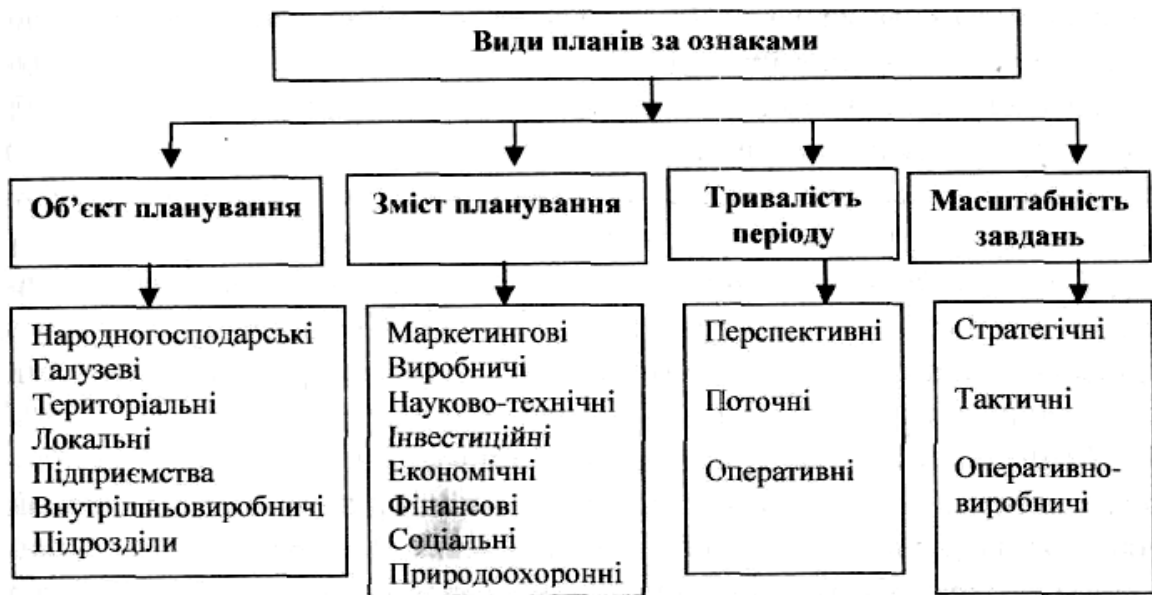 Види планів за ознаками
Об’єкт планування
Зміст планування
Тривалість
періоду
Масштабність
завдань
Народногосподарські
Галузеві
Територіальні
Локальні
Підприємства
Внутрішньовиробничі
Підрозділи
Маркетингові
Виробничі
Науково-технічні
Інвестиційні
Економічні
Фінансові
Соціальні
Природоохоронні
Перспективні
Поточні
Оперативні
Стратегічні
Тактичні
Оперативно-
виробничі